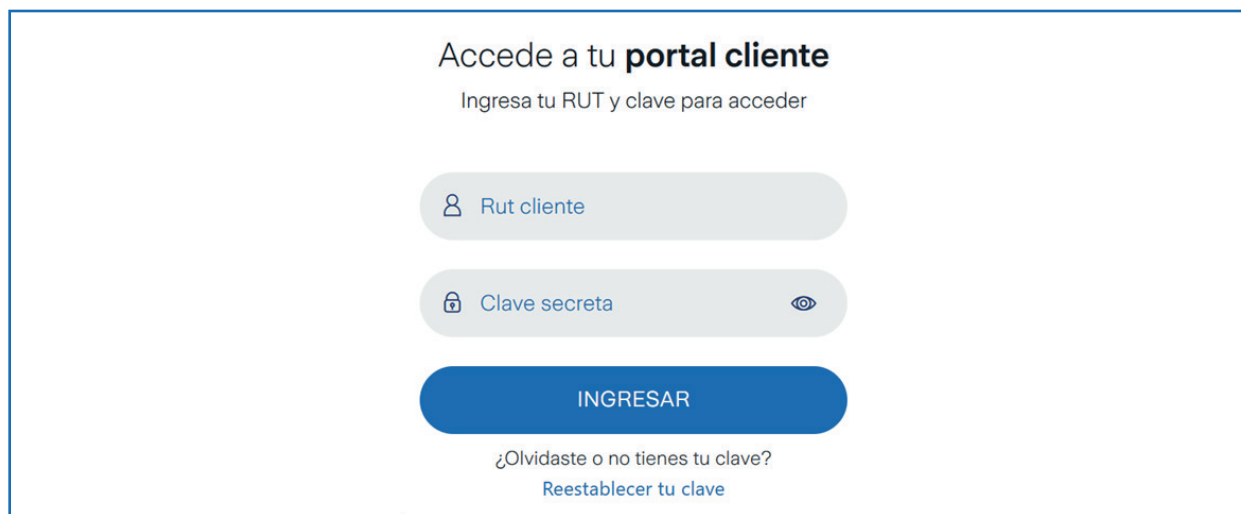 Accede a tu portal cliente
Ingresa tu RUT y clave para acceder
Rut cliente
Clave secreta
INGRESAR
¿Olvidaste o no tienes tu clave?
Reestablecer tu clave